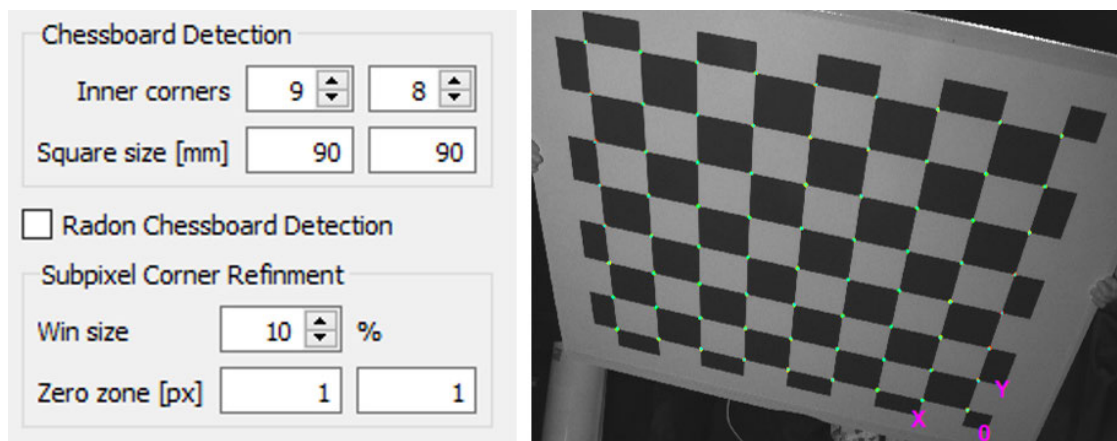 Chessboard Detection
Inner corners 9 8
Square size [mm] 90 90
Radon Chessboard Detection
Subpixel Corner Refinment
Win size 10 %
Zero zone [px] 1 1
Y
X
0